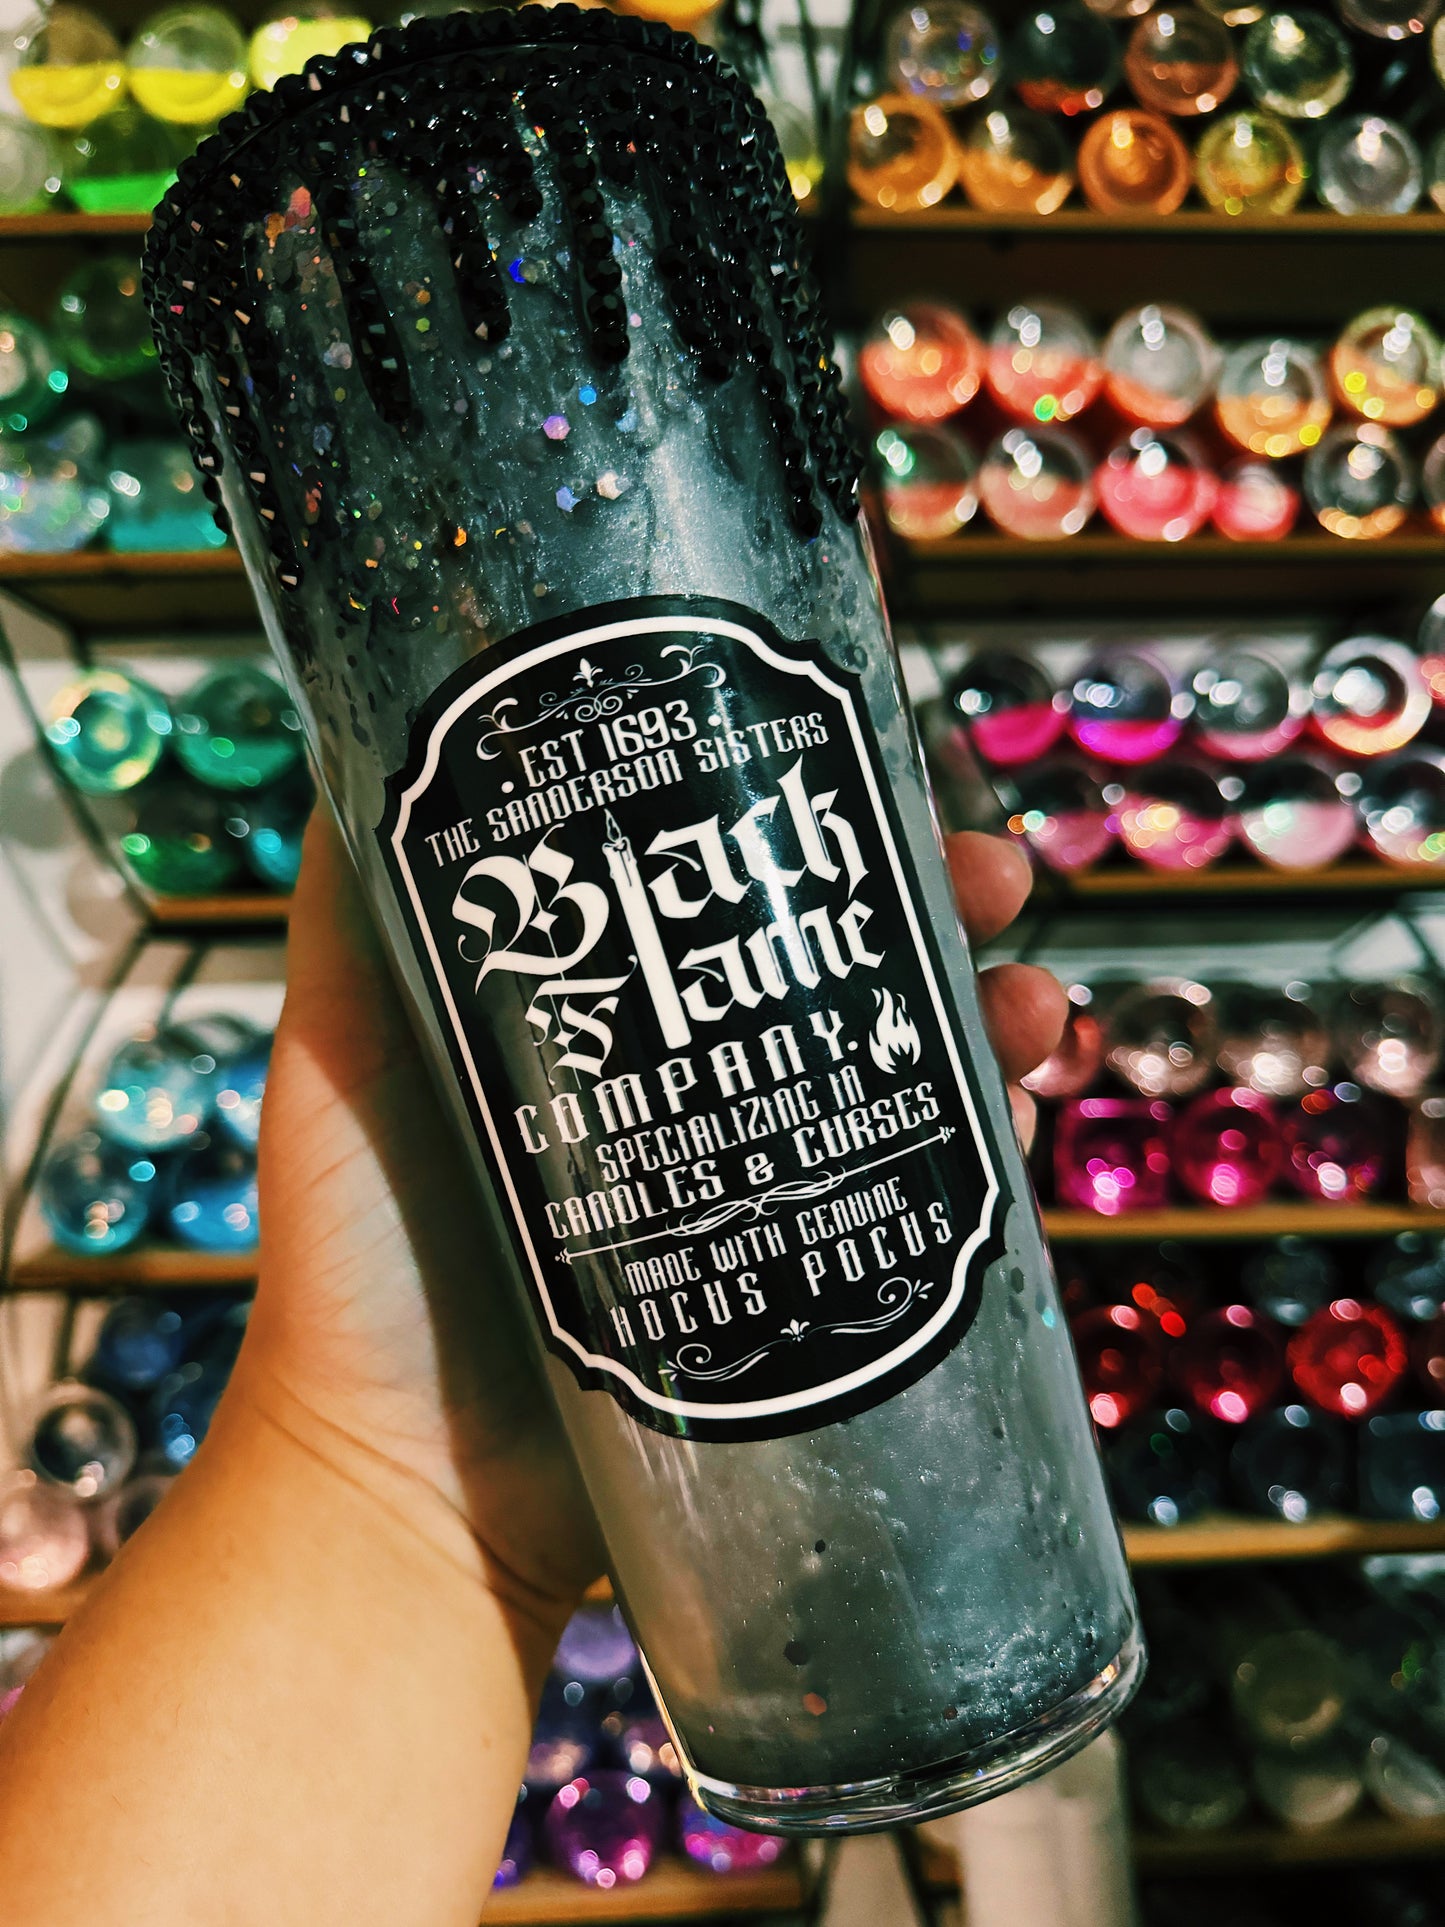 · EST 1693 ·
THE SANDERSON SISTERS
Black
Flame
COMPANY.
SPECIALIZING IN
CANDLES & CURSES
MADE WITH GENUINE
HOCUS POCUS